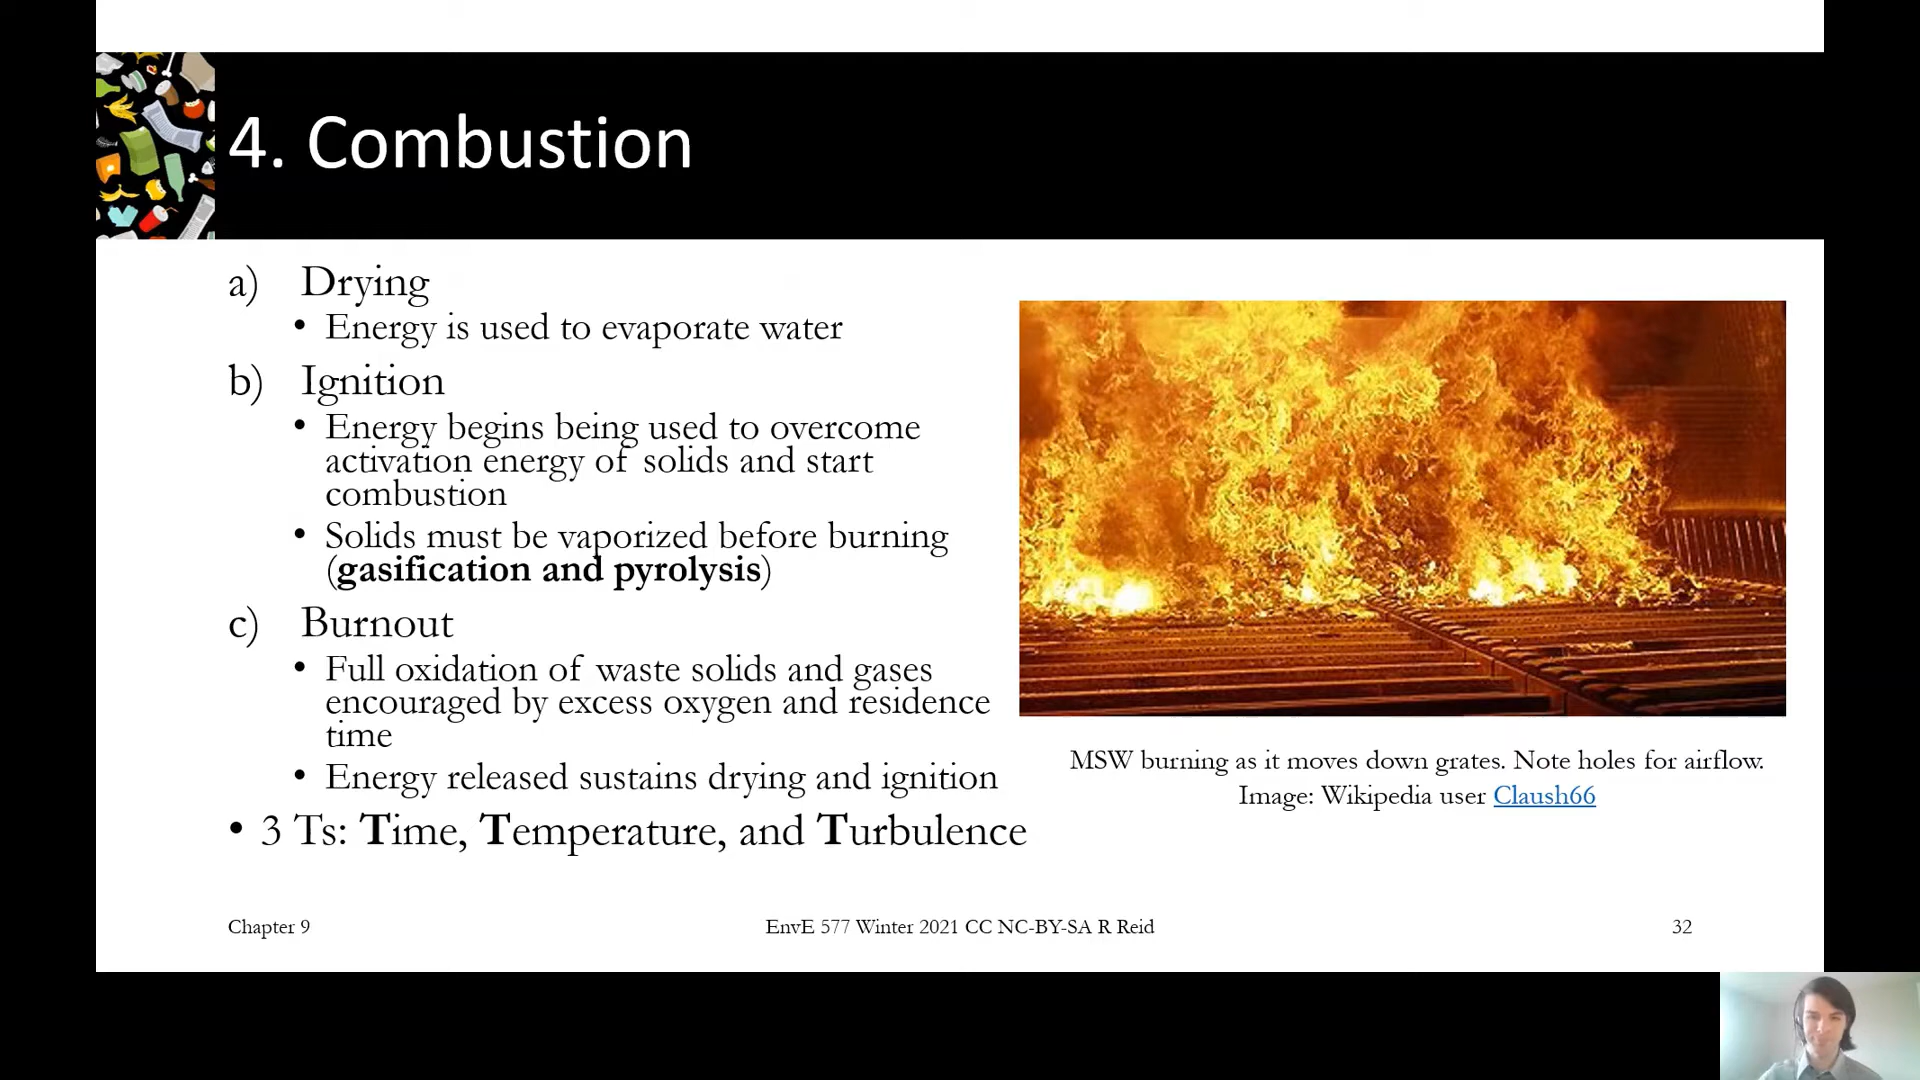 4. Combustion
a) Drying
• Energy is used to evaporate water
b) Ignition
• Energy begins being used to overcome
activation energy of solids and start
combustion
• Solids must be vaporized before burning
(gasification and pyrolysis)
c) Burnout
• Full oxidation of waste solids and gases
encouraged by excess oxygen and residence
time
• Energy released sustains drying and ignition
• 3 Ts: Time, Temperature, and Turbulence
MSW burning as it moves down grates. Note holes for airflow.
Image: Wikipedia user Claush66
Chapter 9
EnvE 577 Winter 2021 CC NC-BY-SA R Reid
32